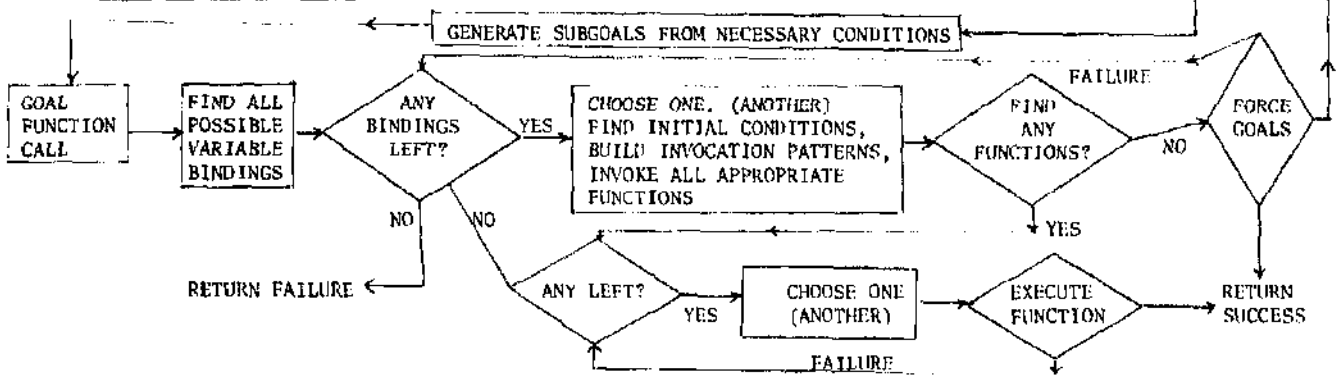 GENERATE SUBGOALS FROM NECESSARY CONDITIONS
FAILURE
GOAL
FUNCTION
CALL
FIND ALL
POSSIBLE
VARIABLE
BINDINGS
ANY
BINDINGS
LEFT?
YES
CHOOSE ONE. (ANOTHER)
FIND INITIAL CONDITIONS,
BUILD INVOCATION PATTERNS,
INVOKE ALL APPROPRIATE
FUNCTIONS
FIND
ANY
FUNCTIONS?
NO
FORCE
GOALS
NO
NO
YES
RETURN FAILURE
ANY LEFT?
YES
CHOOSE ONE
(ANOTHER)
EXECUTE
FUNCTION
RETURN
SUCCESS
FAILURE